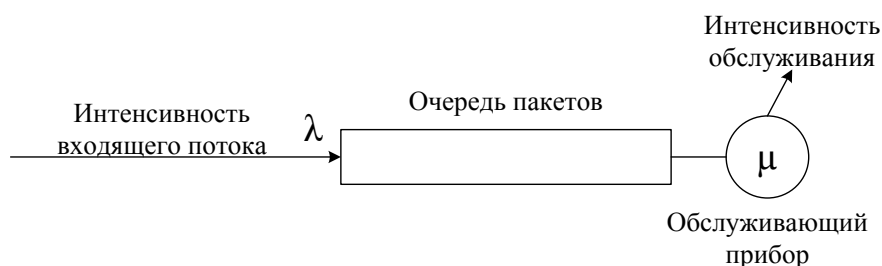 Интенсивность
обслуживания
Очередь пакетов
Интенсивность
входящего потока
λ
μ
Обслуживающий
прибор